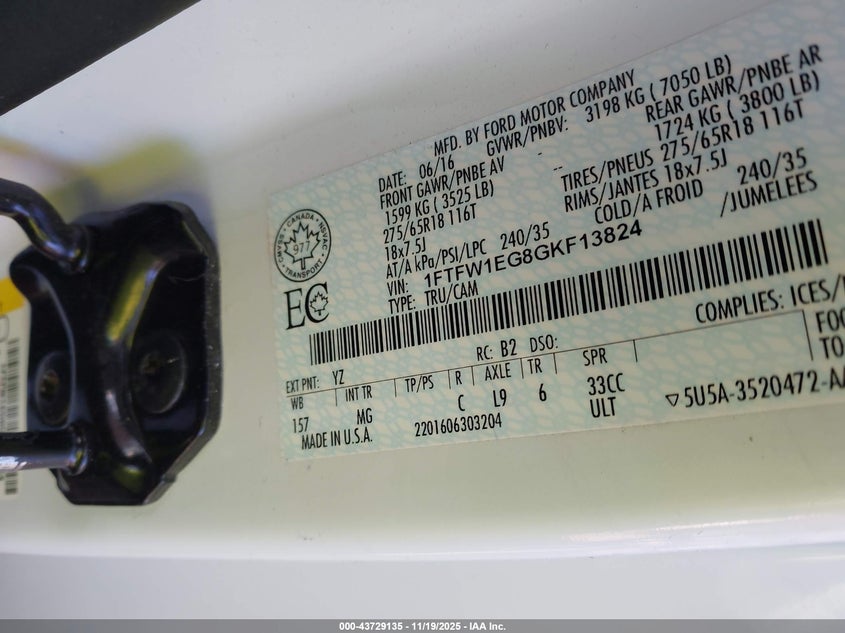 MFD. BY FORD MOTOR COMPANY
DATE: 06/16 GVWR/PNBV: 3198 KG (7050 LB)
FRONT GAWR/PNBE AV REAR GAWR/PNBE AR
1599 KG (3525 LB) 1724 KG (3800 LB)
275/65R18 116T TIRES/PNEUS 275/65R18 116T
18x7.5J RIMS/JANTES 18x7.5J
AT/A kPa/PSI/LPC 240/35 COLD/A FROID 240/35
VIN: 1FTFW1EG8GKF13824 /JUMELEES
TYPE: TRU/CAM
CANADA
977
TRANSPORT
EC
COMPLIES: ICES/
RC: B2 DSO:
EXT PNT: YZ
WB INT TR TP/PS R AXLE TR SPR
157 MG C L9 6 33CC
ULT
MADE IN U.S.A. 2201606303204
5U5A-3520472-A
000-43729135 - 11/19/2025 - IAA Inc.